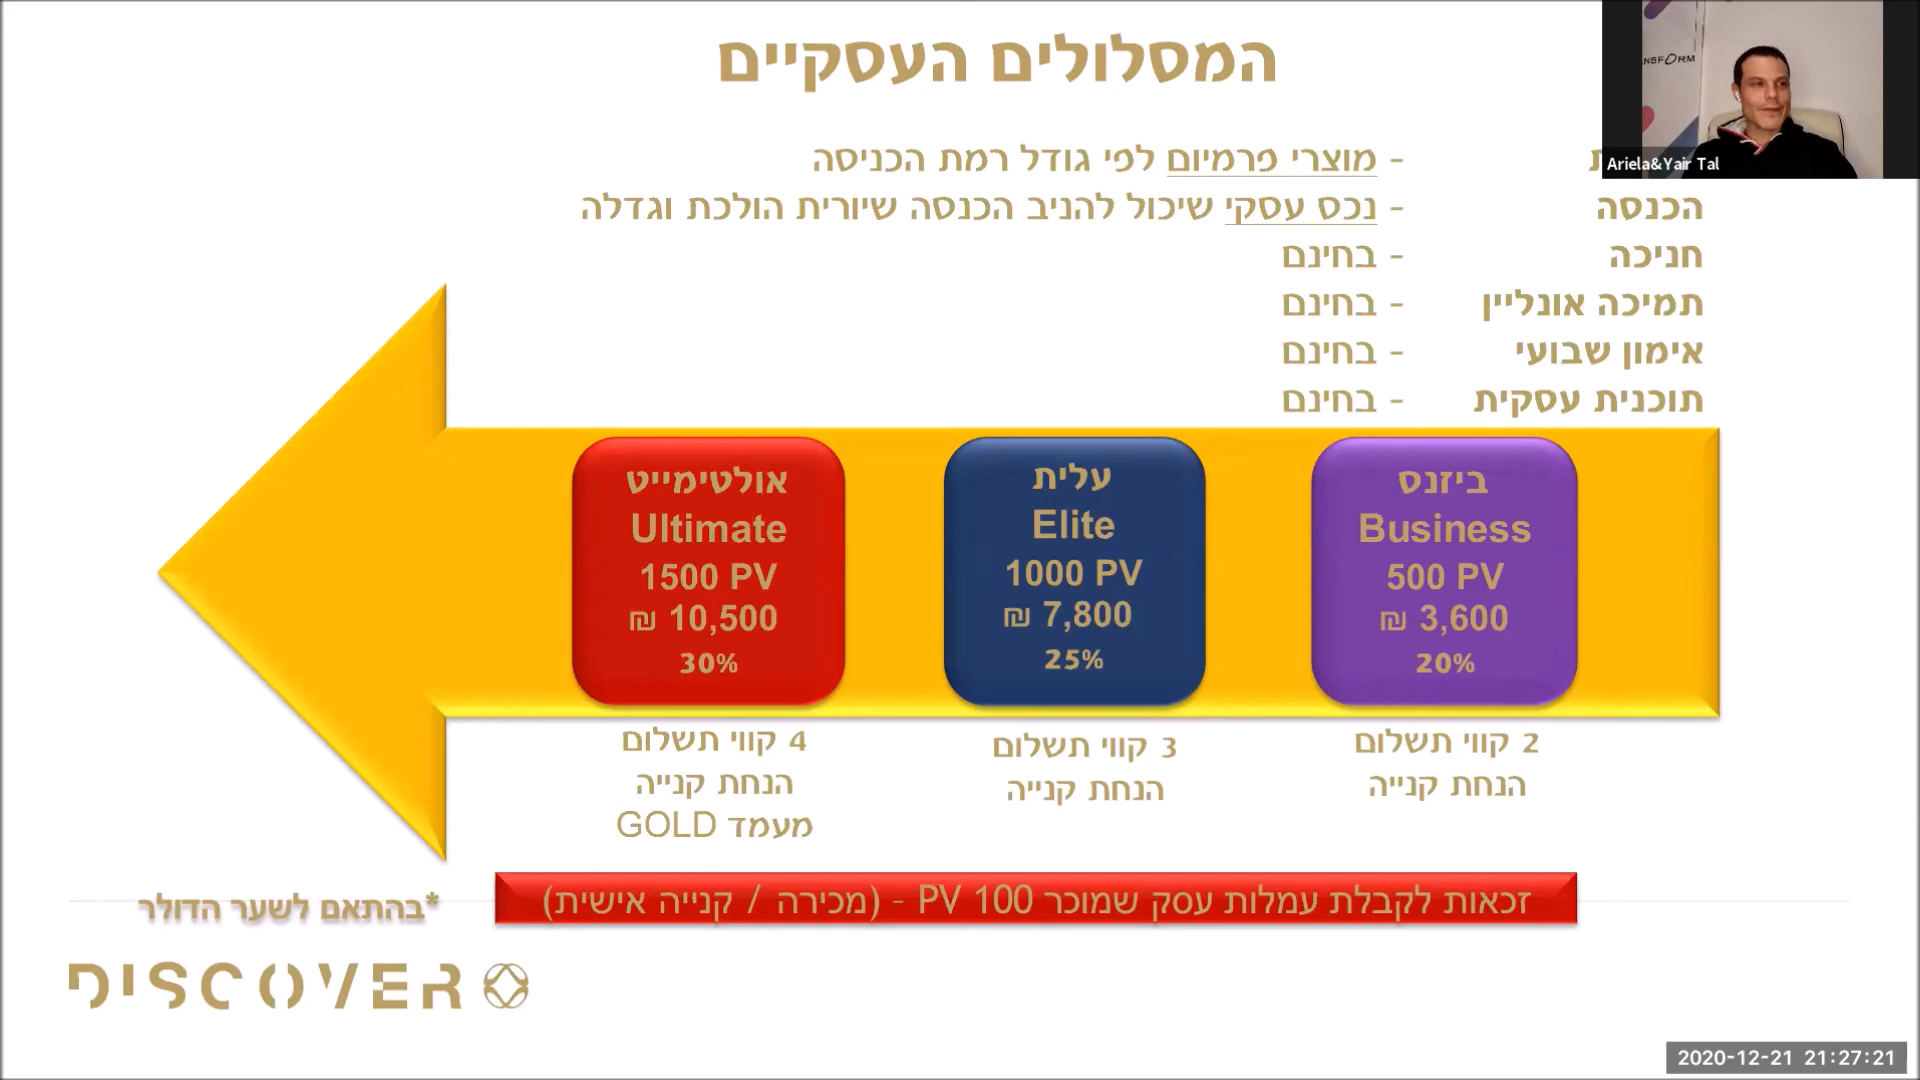 המסלולים העסקיים
- מוצרי פרמיום לפי גודל רמת הכניסה
הכנסה - נכס עסקי שיכול להניב הכנסה שיורית הולכת וגדלה
חניכה - בחינם
תמיכה אונליין - בחינם
אימון שבועי - בחינם
תוכנית עסקית - בחינם
ביזנס
Business
500 PV
3,600 ₪
20%
2 קווי תשלום
הנחת קנייה
עלית
Elite
1000 PV
7,800 ₪
25%
3 קווי תשלום
הנחת קנייה
אולטימייט
Ultimate
1500 PV
10,500 ₪
30%
4 קווי תשלום
הנחת קנייה
מעמד GOLD
זכאות לקבלת עמלות עסק שמוכר 100 PV - (מכירה / קנייה אישית)
*בהתאם לשער הדולר
DISCOVER
NSFORM
Ariela&Yair Tal
2020-12-21 21:27:21